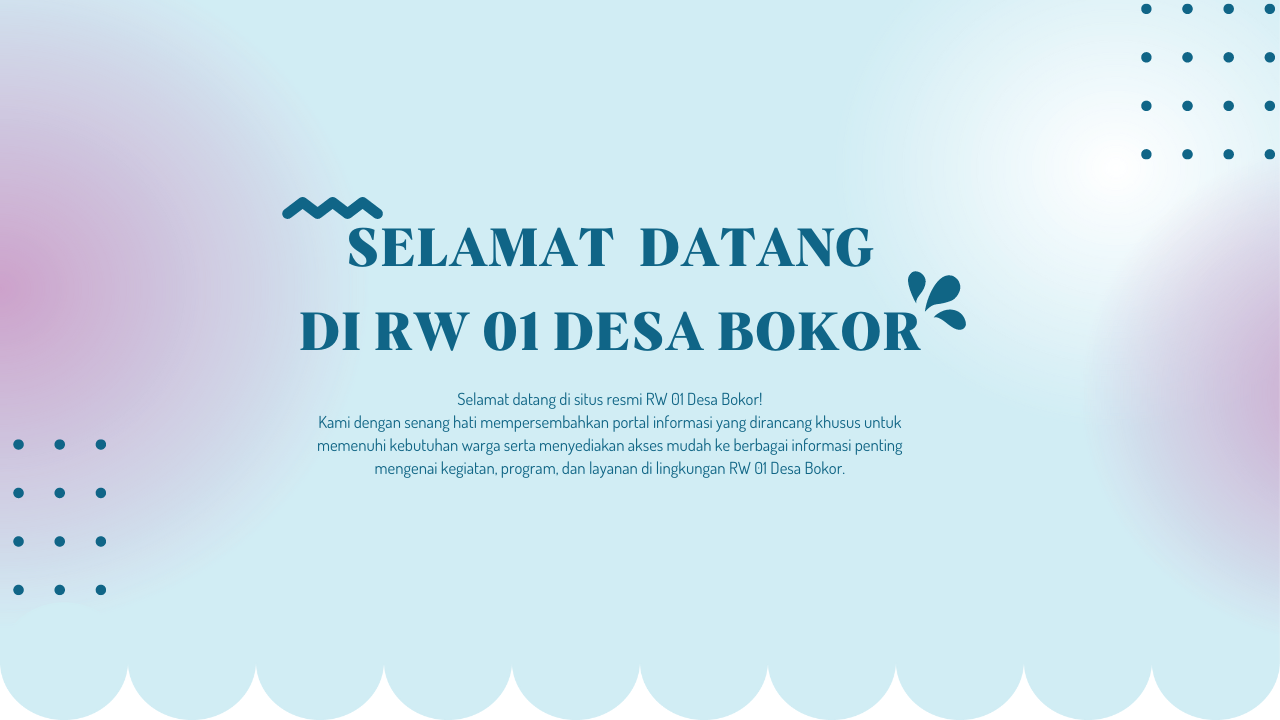 SELAMAT DATANG
DI RW 01 DESA BOKOR
Selamat datang di situs resmi RW 01 Desa Bokor!
Kami dengan senang hati mempersembahkan portal informasi yang dirancang khusus untuk
memenuhi kebutuhan warga serta menyediakan akses mudah ke berbagai informasi penting
mengenai kegiatan, program, dan layanan di lingkungan RW 01 Desa Bokor.